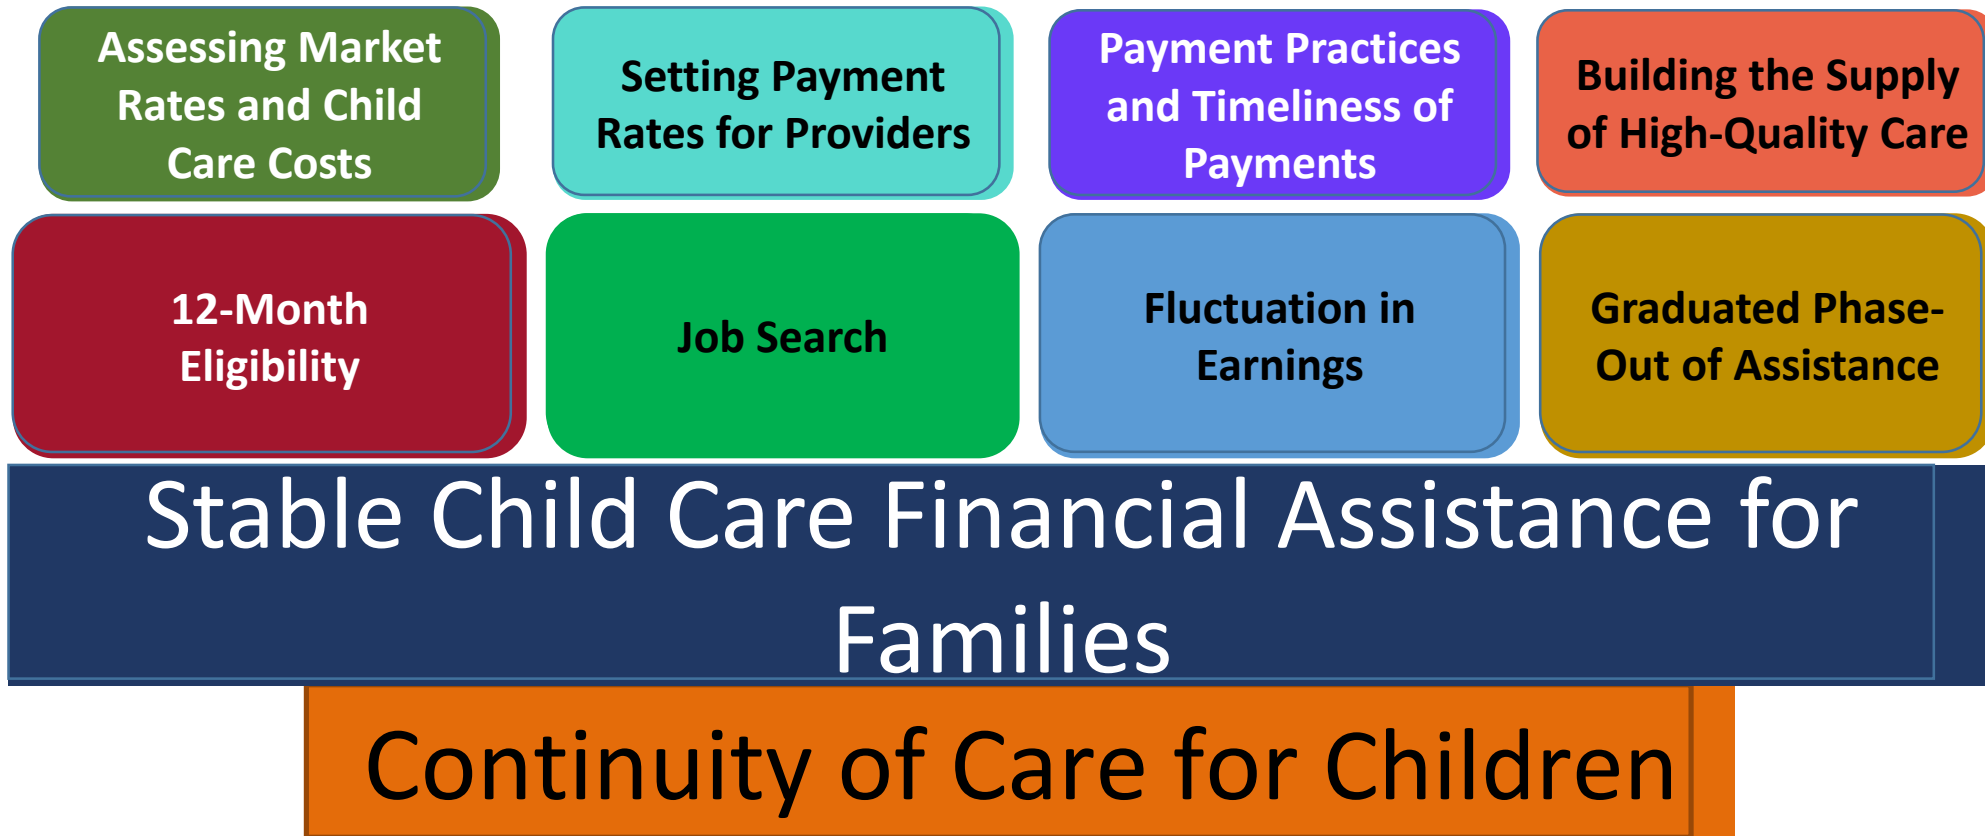 Assessing Market
Rates and Child
Care Costs
Setting Payment
Rates for Providers
Payment Practices
and Timeliness of
Payments
Building the Supply
of High-Quality Care
12-Month
Eligibility
Job Search
Fluctuation in
Earnings
Graduated Phase-
Out of Assistance
Stable Child Care Financial Assistance for
Families
Continuity of Care for Children